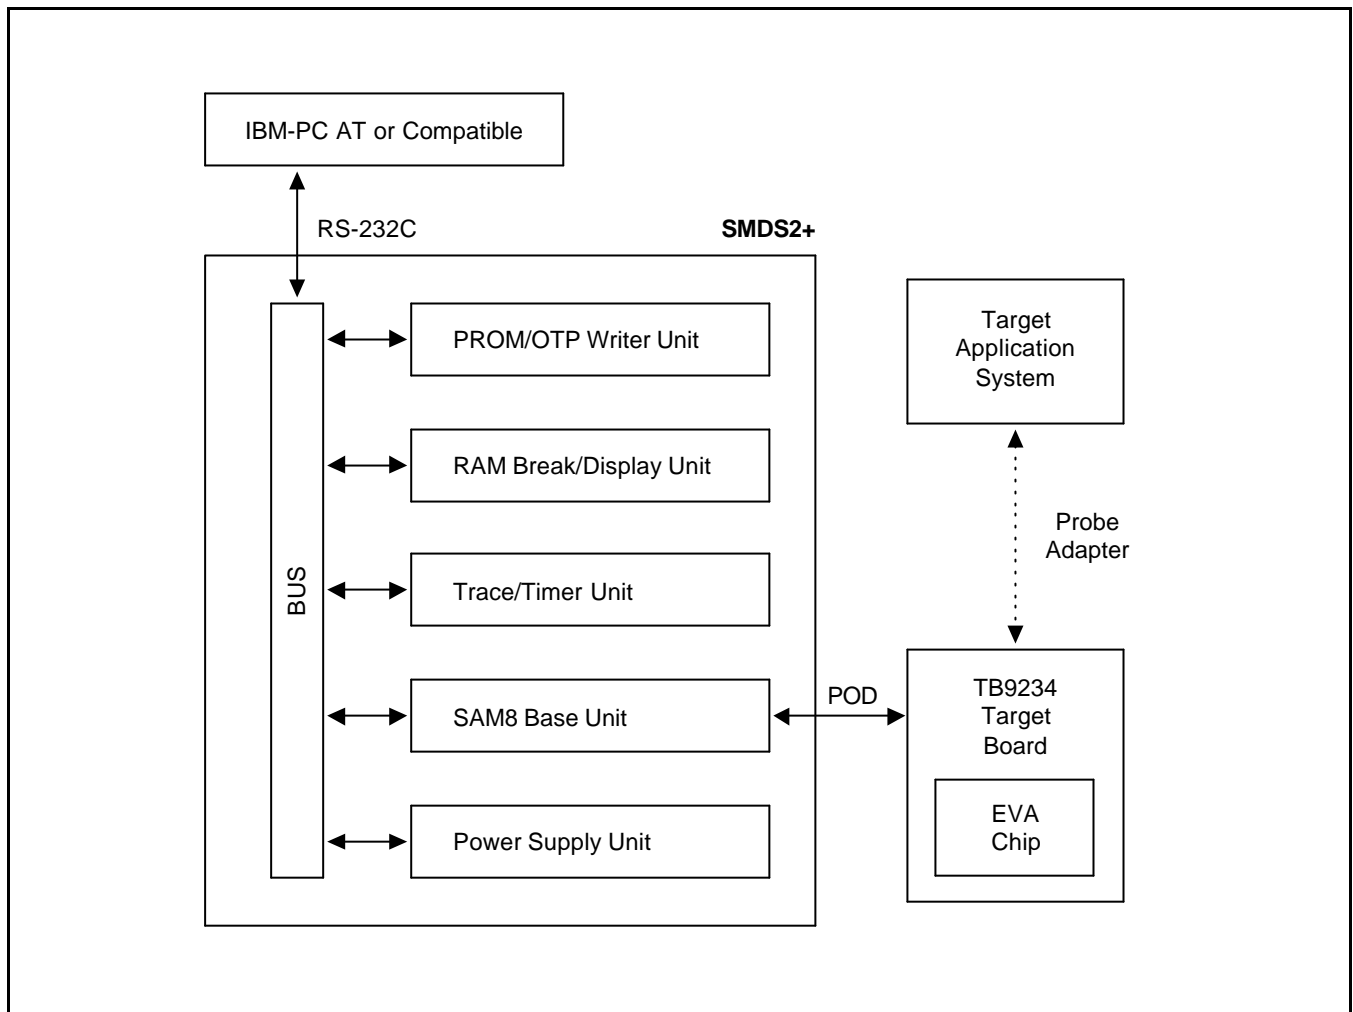 IBM-PC AT or Compatible
RS-232C
SMDS2+
PROM/OTP Writer Unit
RAM Break/Display Unit
Trace/Timer Unit
SAM8 Base Unit
Power Supply Unit
BUS
POD
Target
Application
System
Probe
Adapter
TB9234
Target
Board
EVA
Chip